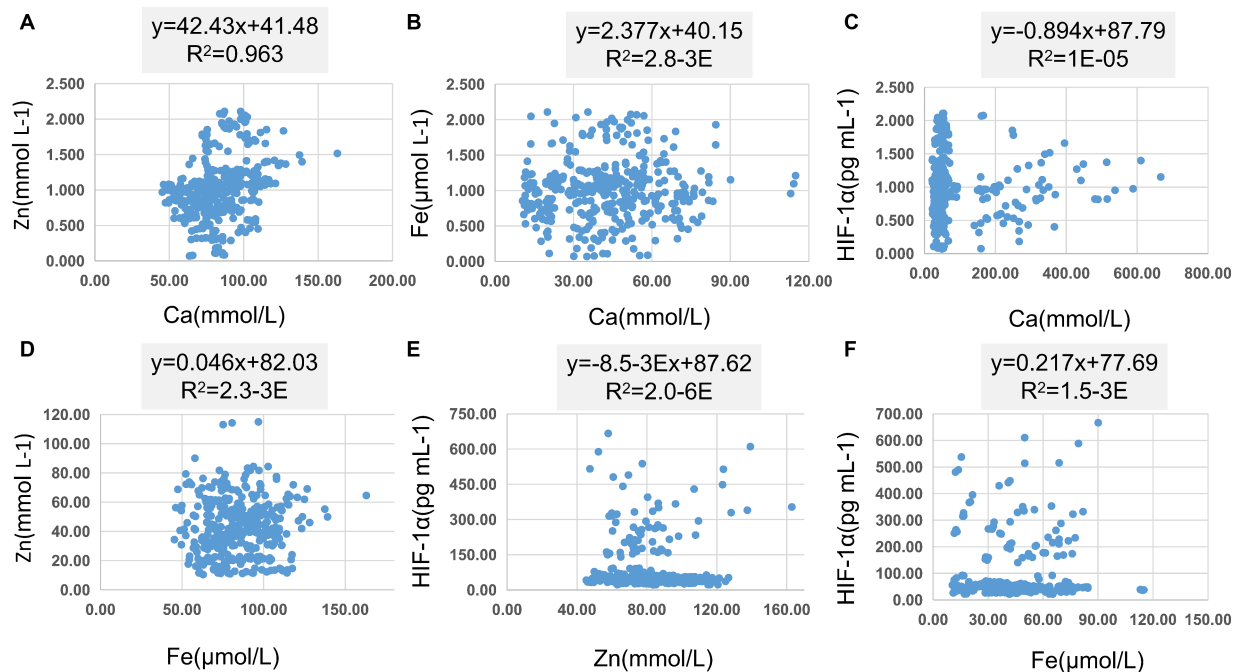 A
y=42.43x+41.48
R²=0.963
Zn(mmol L-1)
2.500
2.000
1.500
1.000
0.500
0.000
0.00
50.00
100.00
150.00
200.00
Ca(mmol/L)
B
y=2.377x+40.15
R²=2.8-3E
Fe(µmol L-1)
2.500
2.000
1.500
1.000
0.500
0.000
0.00
30.00
60.00
90.00
120.00
Ca(mmol/L)
C
y=-0.894x+87.79
R²=1E-05
HIF-1α(pg mL-1)
2.500
2.000
1.500
1.000
0.500
0.000
0.00
200.00
400.00
600.00
800.00
Ca(mmol/L)
D
y=0.046x+82.03
R²=2.3-3E
Zn(mmol L-1)
120.00
100.00
80.00
60.00
40.00
20.00
0.00
0.00
50.00
100.00
150.00
Fe(µmol/L)
E
y=-8.5-3Ex+87.62
R²=2.0-6E
HIF-1α(pg mL-1)
750.00
600.00
450.00
300.00
150.00
0.00
40.00
80.00
120.00
160.0
Zn(mmol/L)
F
y=0.217x+77.69
R²=1.5-3E
HIF-1α(pg mL-1)
700.00
600.00
500.00
400.00
300.00
200.00
100.00
00.00
0.00
30.00
60.00
90.00
120.00
150.00
Fe(µmol/L)